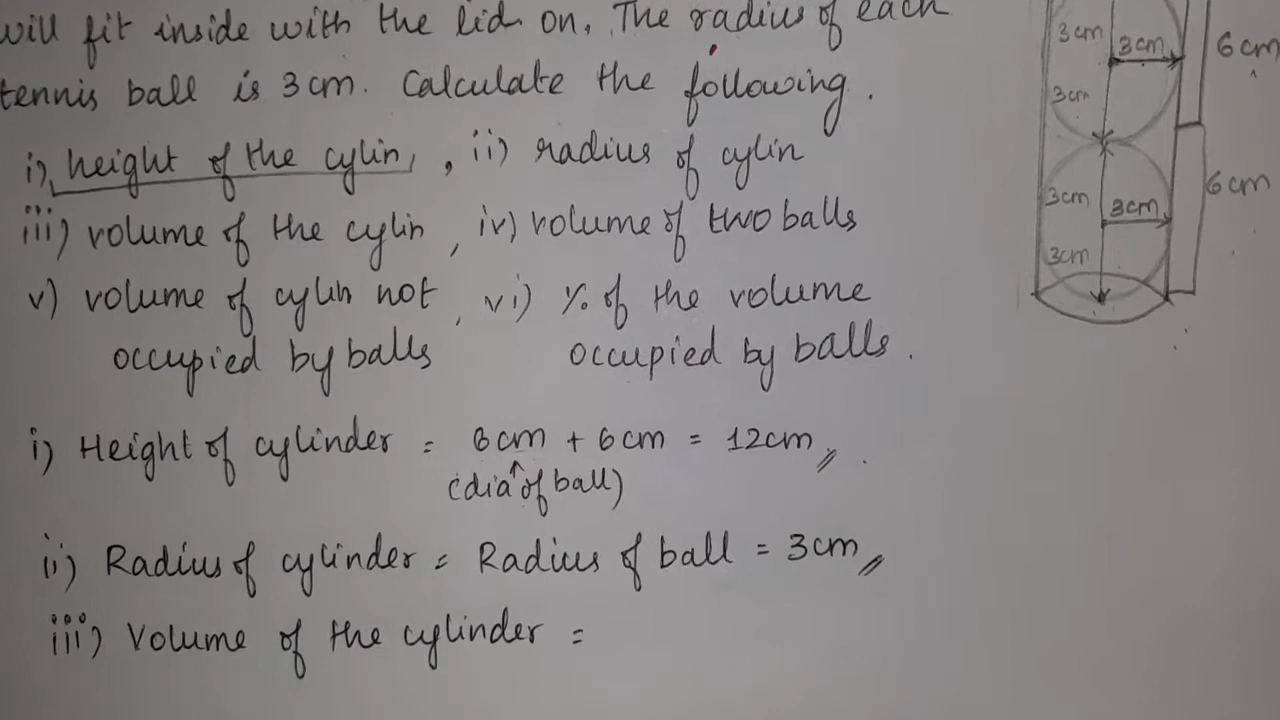 will fit inside with the lid on. The radius of each
tennis ball is 3cm. Calculate the following.
i), height of the cylin, , ii) radius of cylin
iii) volume of the cylin , iv) volume of two balls
v) volume of cylin not , vi) % of the volume
occupied by balls occupied by balls.
i) Height of cylinder = 6cm + 6cm = 12cm
(dia of ball)
ii) Radius of cylinder = Radius of ball = 3cm
iii) Volume of the cylinder =
3cm
3cm
6cm
3cm
3cm
3cm
6cm
3cm